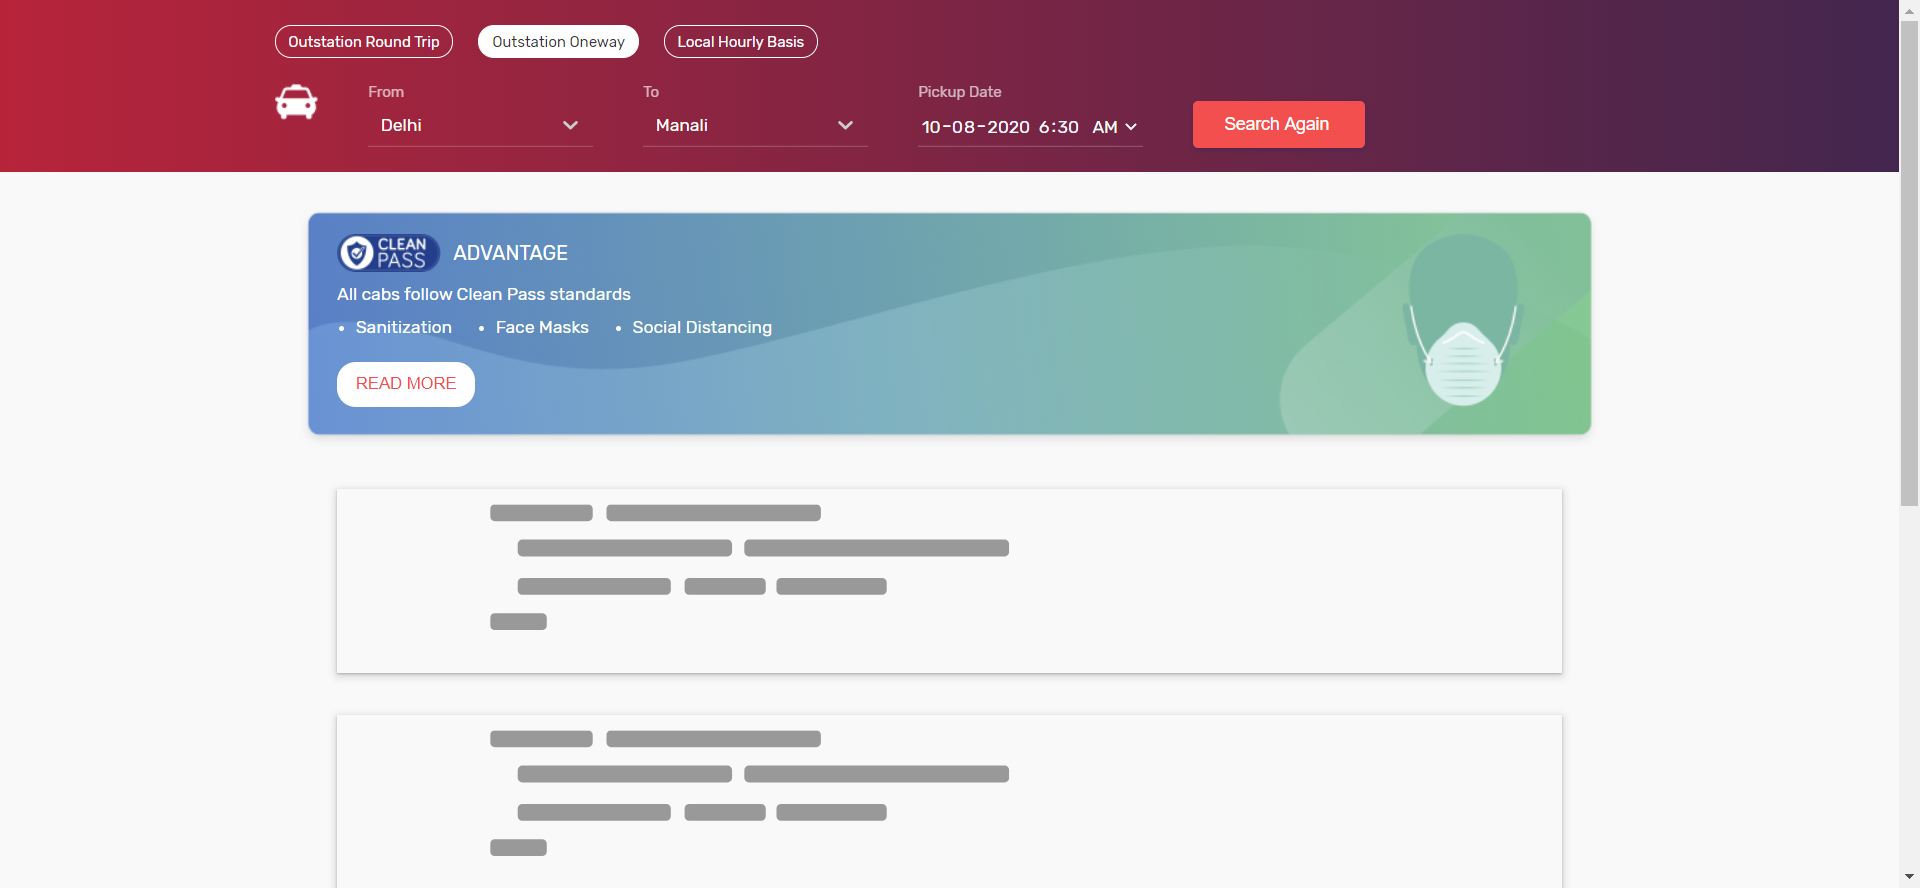 Outstation Round Trip
Outstation Oneway
Local Hourly Basis
From
To
Pickup Date
Delhi
Manali
10-08-2020 6:30 AM
Search Again
CLEAN
PASS
ADVANTAGE
All cabs follow Clean Pass standards
• Sanitization • Face Masks • Social Distancing
READ MORE